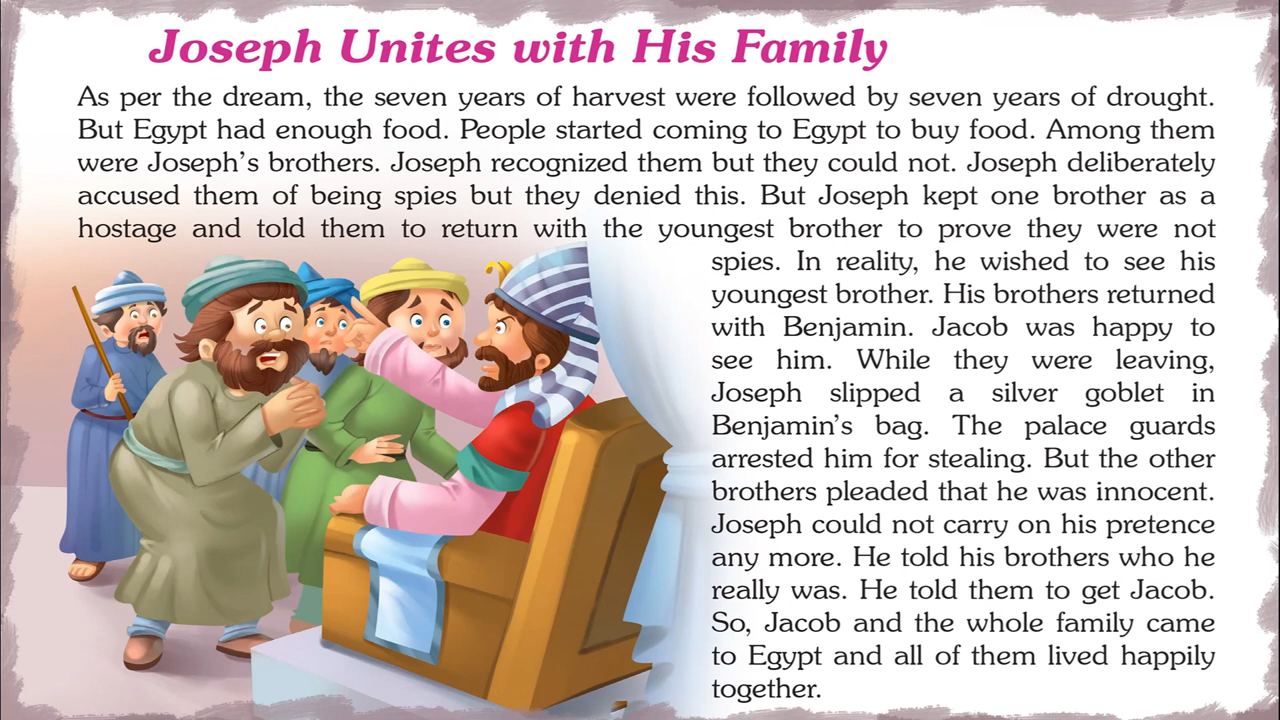 Joseph Unites with His Family
As per the dream, the seven years of harvest were followed by seven years of drought.
But Egypt had enough food. People started coming to Egypt to buy food. Among them
were Joseph's brothers. Joseph recognized them but they could not. Joseph deliberately
accused them of being spies but they denied this. But Joseph kept one brother as a
hostage and told them to return with the youngest brother to prove they were not
spies. In reality, he wished to see his
youngest brother. His brothers returned
with Benjamin. Jacob was happy to
see him. While they were leaving,
Joseph slipped a silver goblet in
Benjamin's bag. The palace guards
arrested him for stealing. But the other
brothers pleaded that he was innocent.
Joseph could not carry on his pretence
any more. He told his brothers who he
really was. He told them to get Jacob.
So, Jacob and the whole family came
to Egypt and all of them lived happily
together.